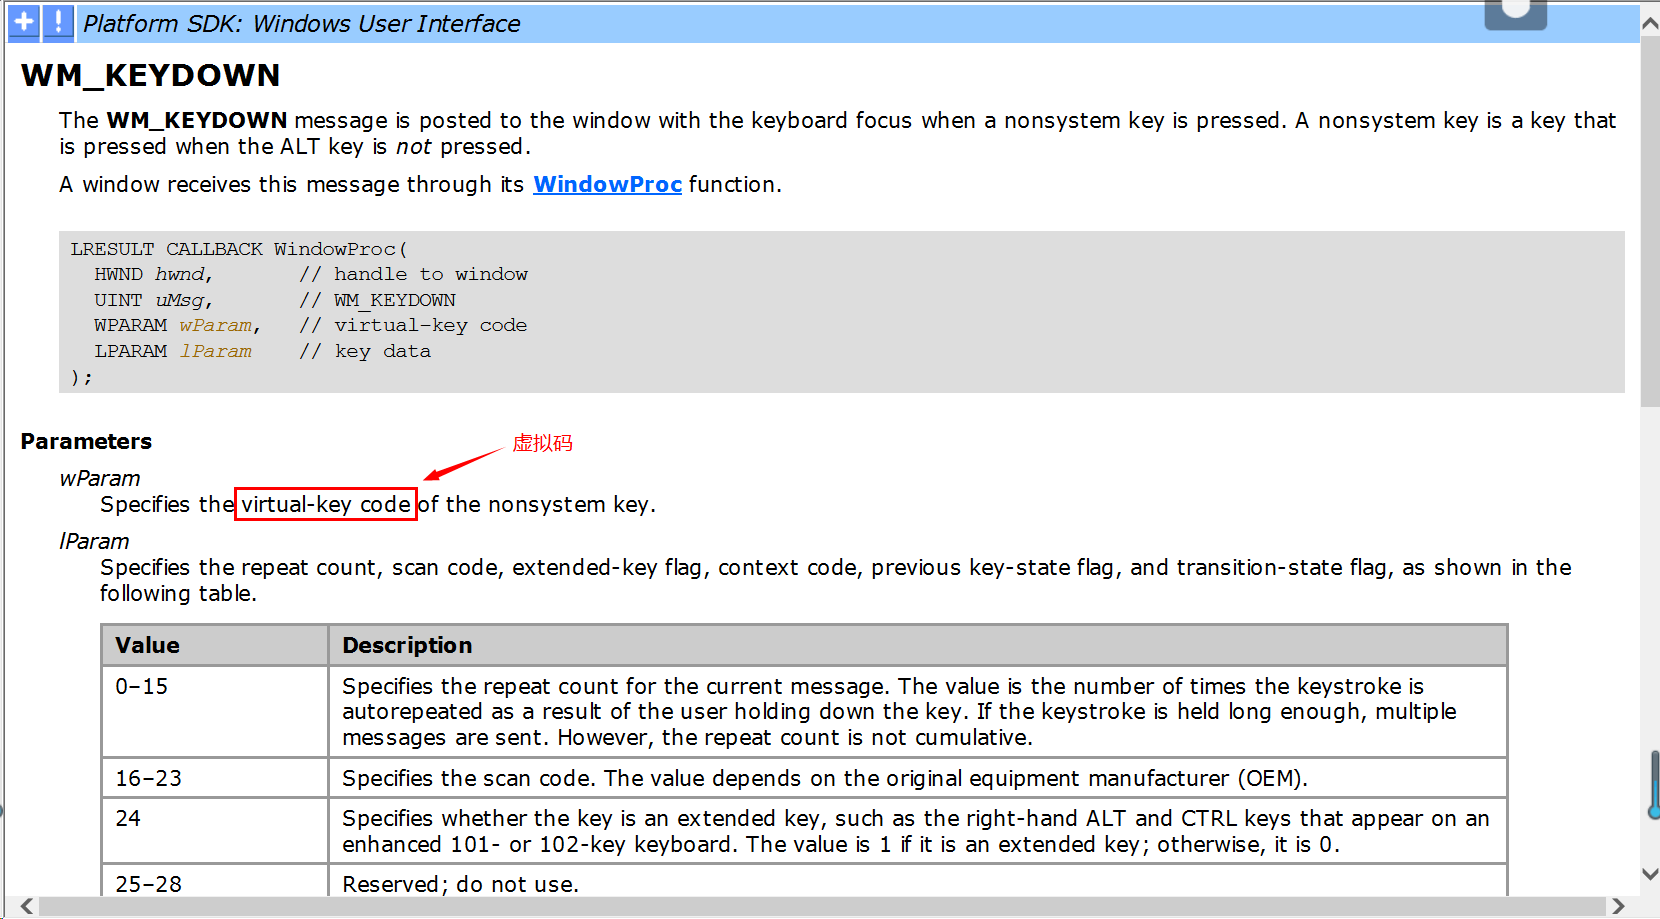 Platform SDK: Windows User Interface
WM_KEYDOWN
The WM_KEYDOWN message is posted to the window with the keyboard focus when a nonsystem key is pressed. A nonsystem key is a key that
is pressed when the ALT key is not pressed.
A window receives this message through its WindowProc function.
LRESULT CALLBACK WindowProc(
  HWND hwnd,       // handle to window
  UINT uMsg,       // WM_KEYDOWN
  WPARAM wParam,   // virtual-key code
  LPARAM lParam    // key data
);
Parameters
虚拟码
wParam
Specifies the virtual-key code of the nonsystem key.
lParam
Specifies the repeat count, scan code, extended-key flag, context code, previous key-state flag, and transition-state flag, as shown in the
following table.
Value Description
0–15 Specifies the repeat count for the current message. The value is the number of times the keystroke is
autorepeated as a result of the user holding down the key. If the keystroke is held long enough, multiple
messages are sent. However, the repeat count is not cumulative.
16–23 Specifies the scan code. The value depends on the original equipment manufacturer (OEM).
24 Specifies whether the key is an extended key, such as the right-hand ALT and CTRL keys that appear on an
enhanced 101- or 102-key keyboard. The value is 1 if it is an extended key; otherwise, it is 0.
25–28 Reserved; do not use.